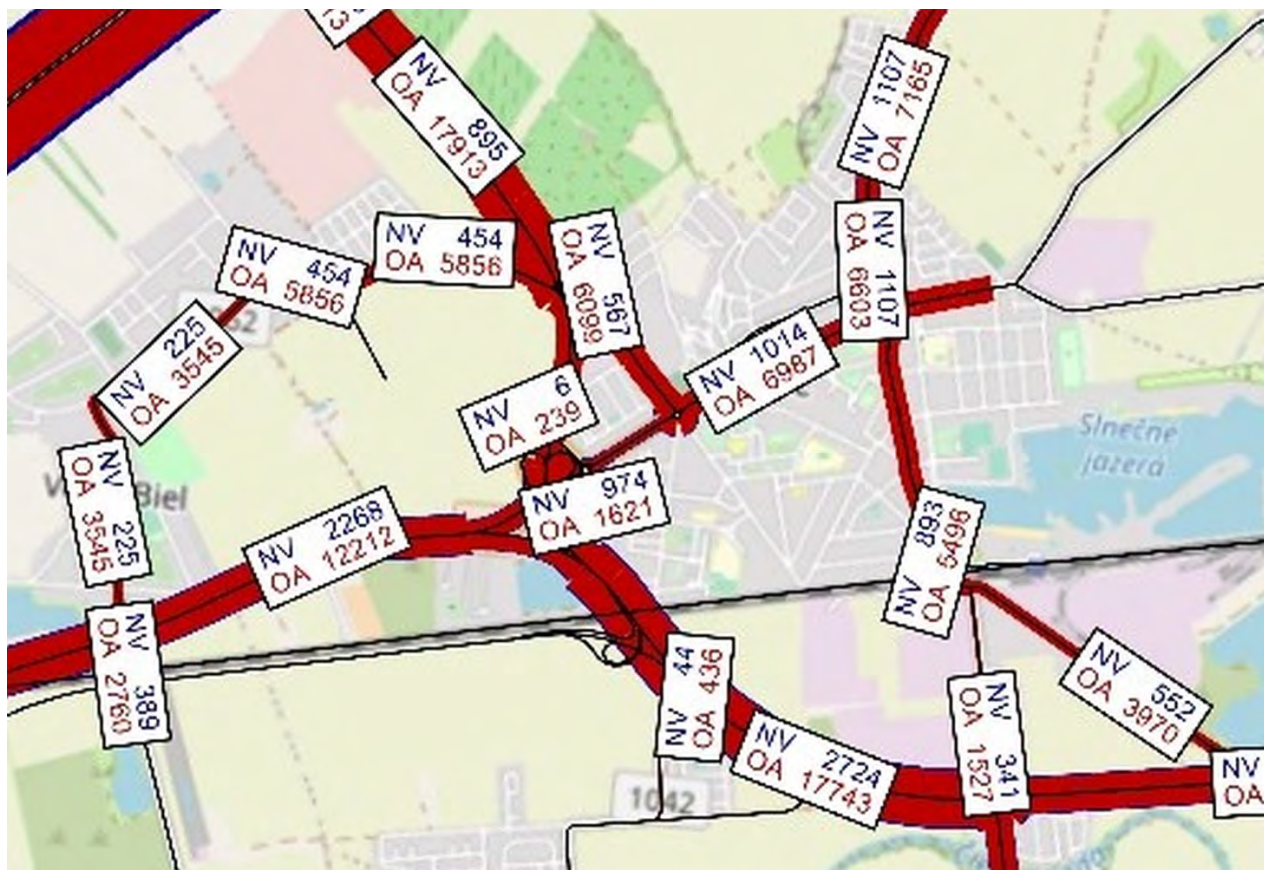 13
NV 895
OA 17913
NV 1107
OA 7165
NV 454
OA 5856
NV 454
OA 5856
NV 567
OA 6099
NV 1107
OA 6603
NV 225
OA 3545
62
NV 1014
OA 6987
NV 6
OA 239
Slnečné
jazerá
NV 225
OA 3545
Biel
NV 974
OA 1621
NV 2268
OA 12212
NV 893
OA 5498
NV 389
OA 2760
NV 44
OA 436
NV 552
OA 3970
NV 341
OA 1527
NV 2724
OA 17743
NV
OA
1042